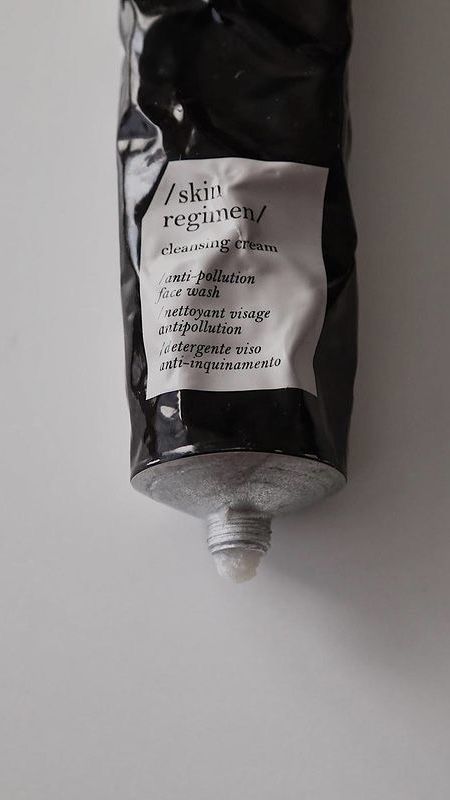 /skin
regimen/
cleansing cream
/anti-pollution
face wash
/nettoyant visage
antipollution
/detergente viso
anti-inquinamento